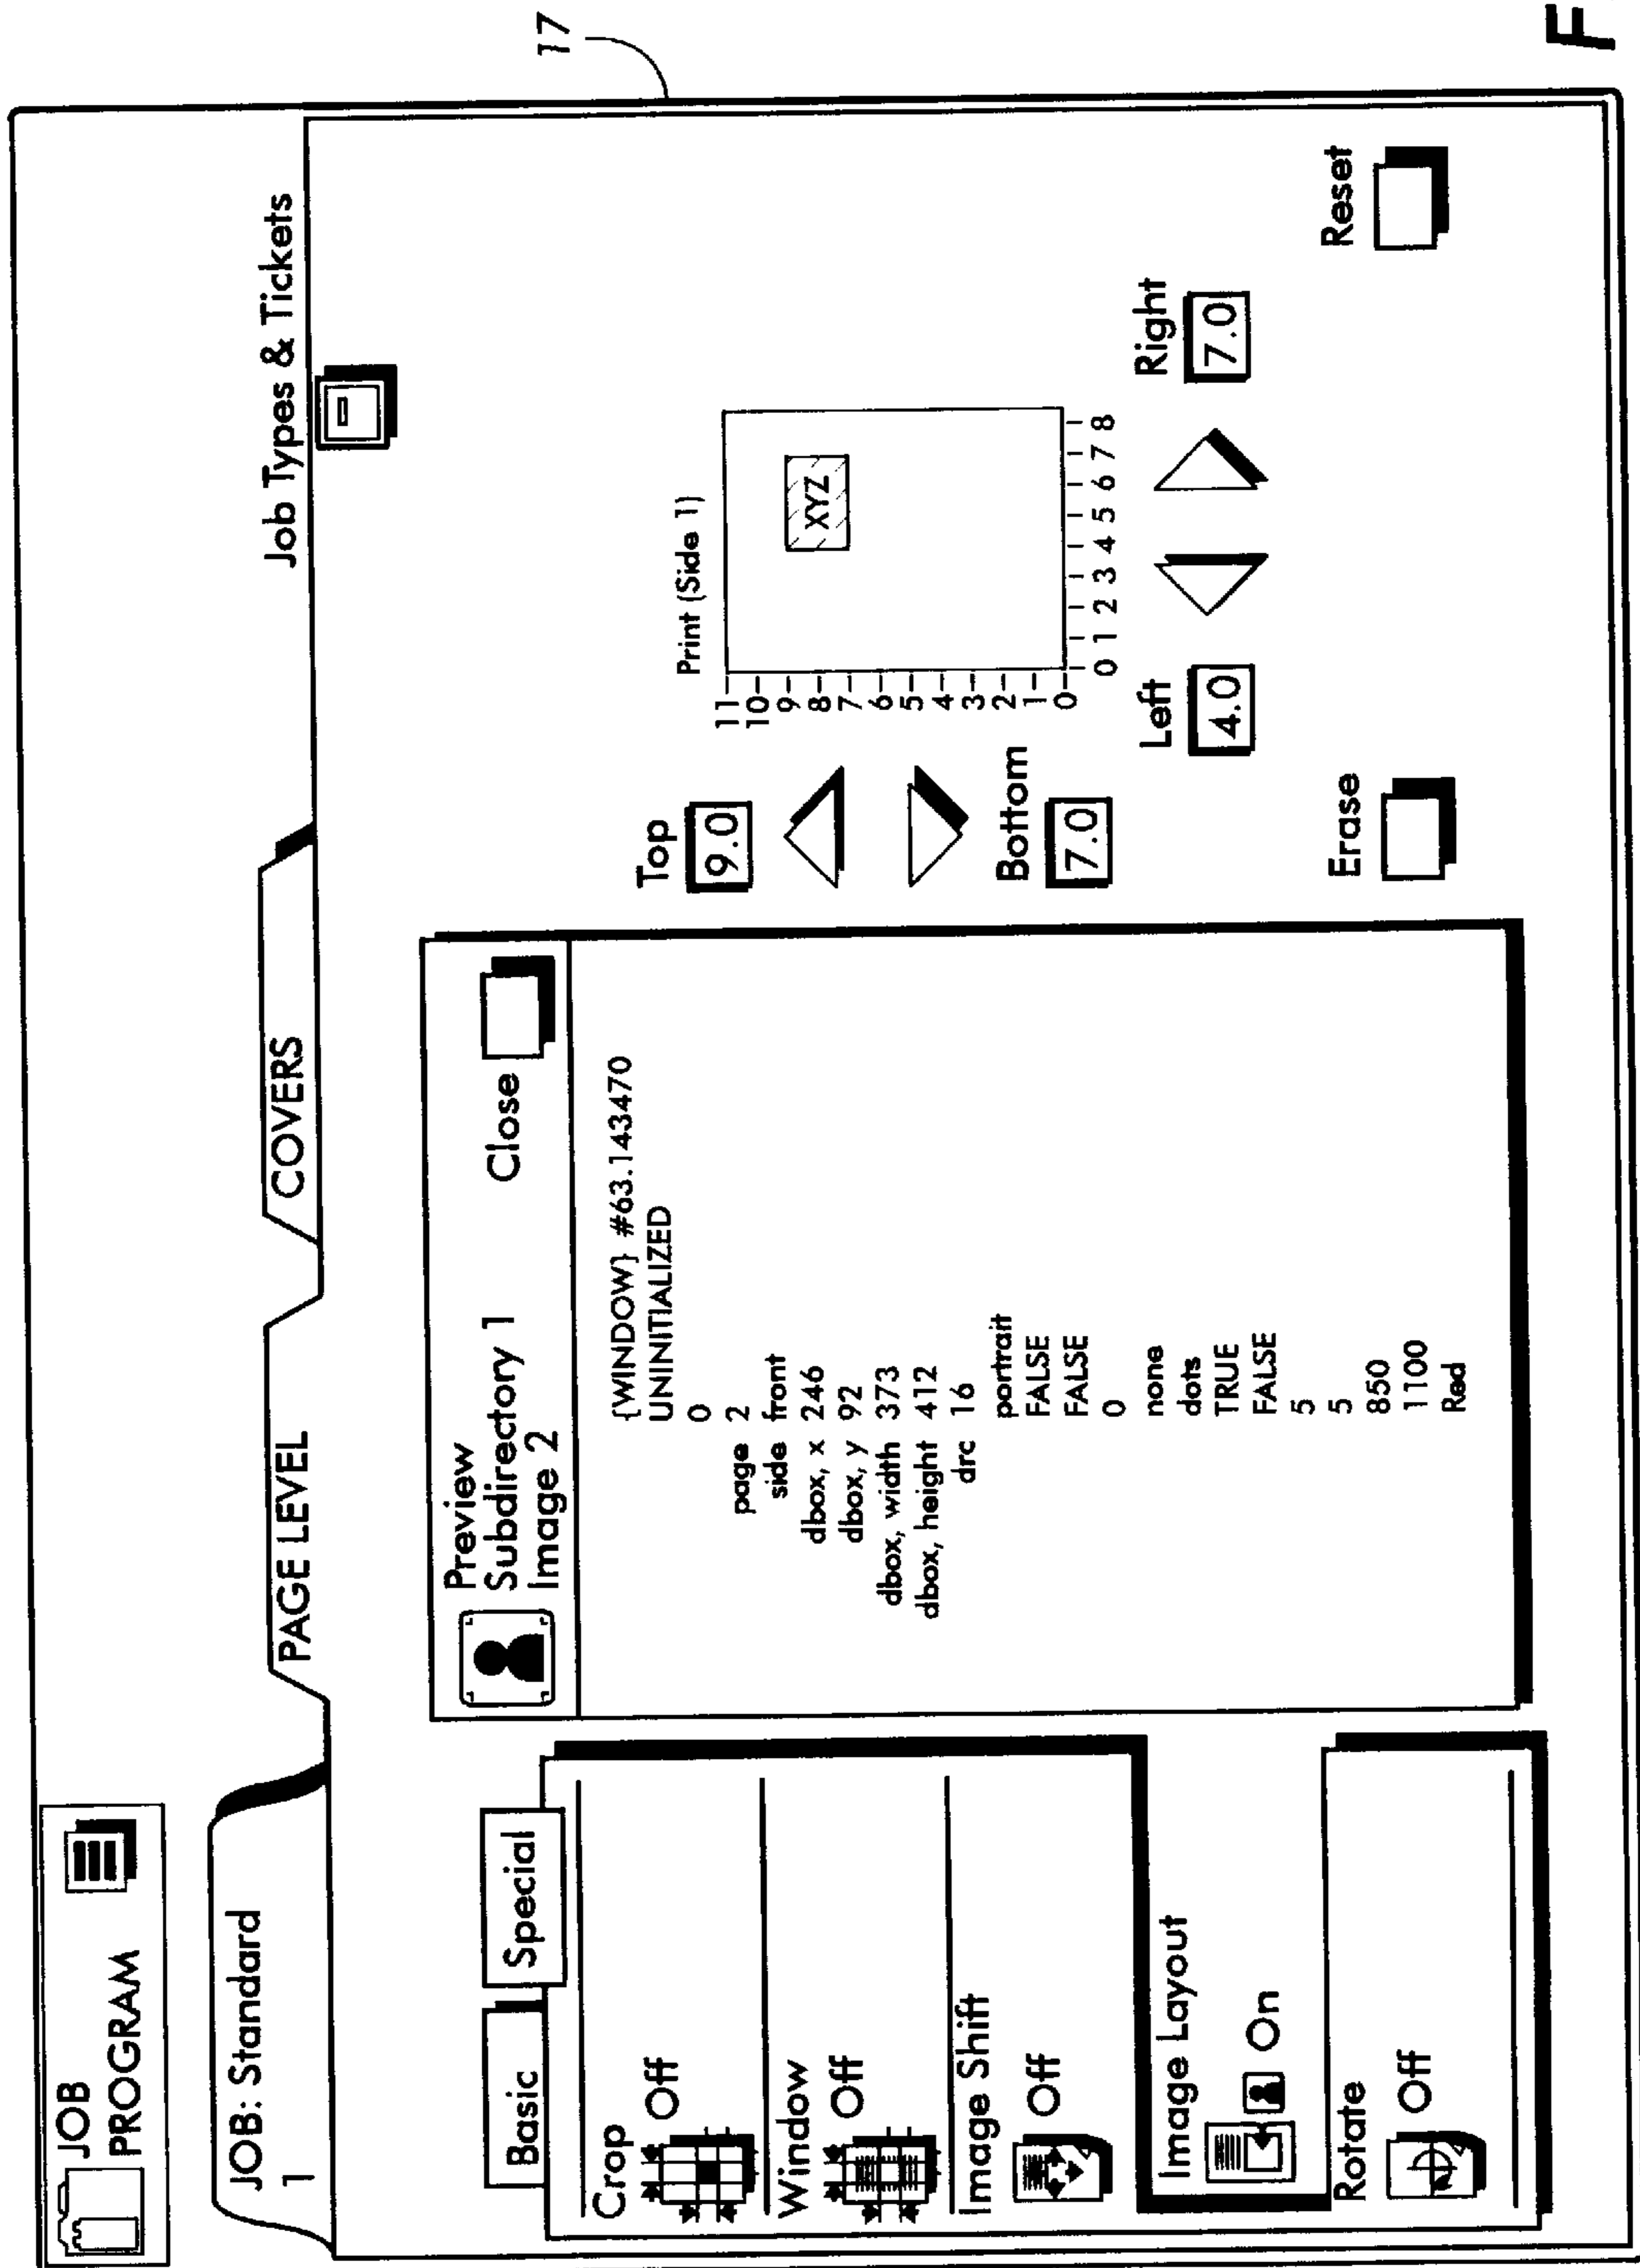 JOB
PROGRAM
JOB: Standard
1
PAGE LEVEL
COVERS
Job Types & Tickets
17
Basic
Special
Crop
Off
Window
Off
Image Shift
Off
Image Layout
On
Rotate
Off
Preview
Subdirectory 1
Image 2
Close
{WINDOW} #63.143470
UNINITIALIZED
0
page 2
side front
dbox, x 246
dbox, y 92
dbox, width 373
dbox, height 412
drc 16
portrait
FALSE
FALSE
0
none
dots
TRUE
FALSE
5
5
850
1100
Red
Top
9.0
Bottom
7.0
Print (Side 1)
11
10
9
8
7
6
5
4
3
2
1
0
XYZ
0 1 2 3 4 5 6 7 8
Left
4.0
Right
7.0
Erase
Reset
F